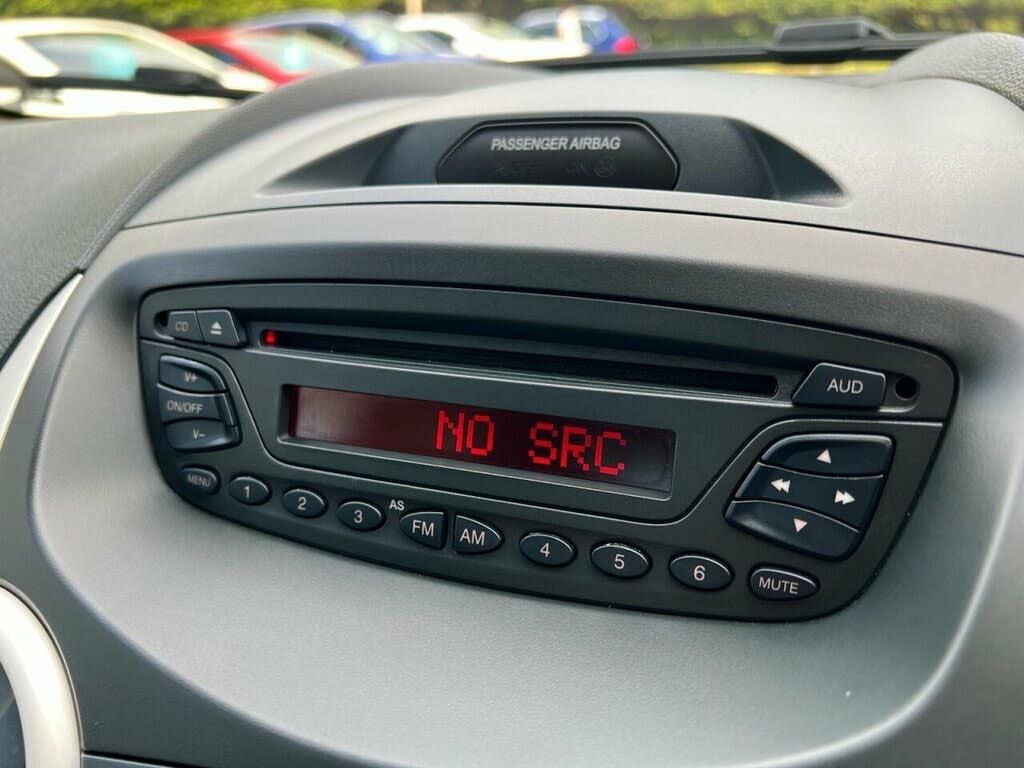 PASSENGER AIRBAG
CD
AUD
V+
ON/OFF
V–
NO SRC
MENU
1
2
3
AS
FM
AM
4
5
6
MUTE